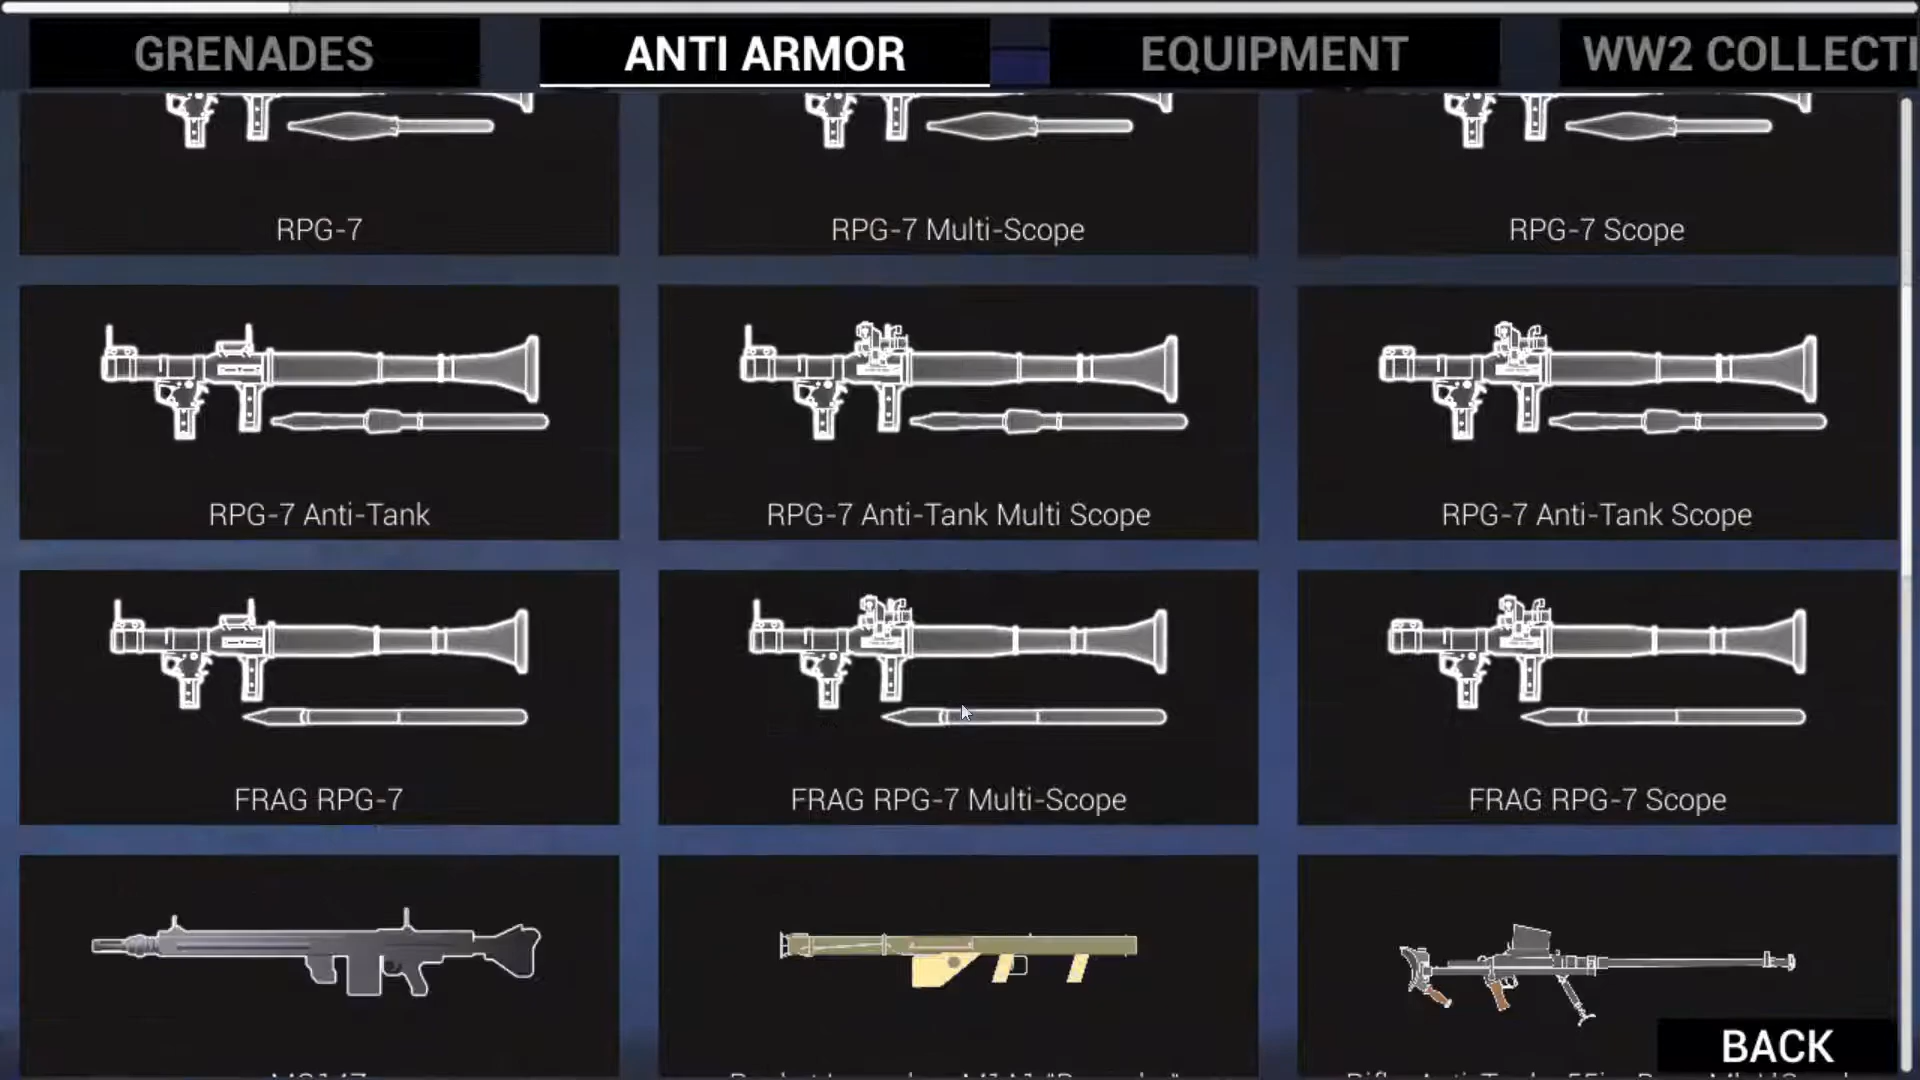 GRENADES
ANTI ARMOR
EQUIPMENT
WW2 COLLECTI
RPG-7
RPG-7 Multi-Scope
RPG-7 Scope
RPG-7 Anti-Tank
RPG-7 Anti-Tank Multi Scope
RPG-7 Anti-Tank Scope
FRAG RPG-7
FRAG RPG-7 Multi-Scope
FRAG RPG-7 Scope
BACK